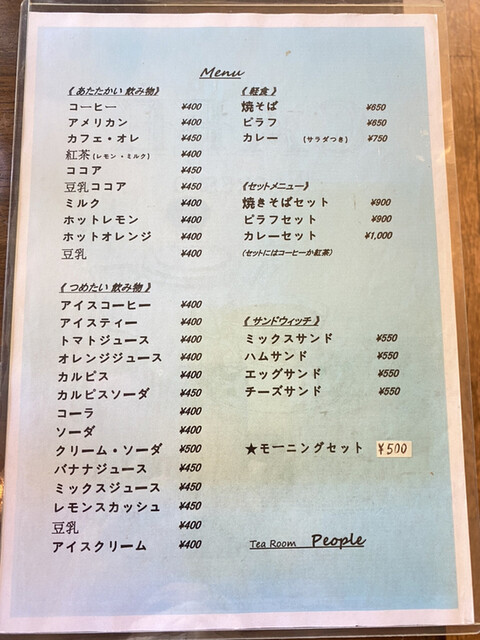 Menu
《 あたたかい 飲み物》
コーヒー ¥400
アメリカン ¥400
カフェ・オレ ¥450
紅茶(レモン・ミルク) ¥400
ココア ¥450
豆乳ココア ¥450
ミルク ¥400
ホットレモン ¥400
ホットオレンジ ¥400
豆乳 ¥400
《 つめたい 飲み物》
アイスコーヒー ¥400
アイスティー ¥400
トマトジュース ¥400
オレンジジュース ¥400
カルピス ¥400
カルピスソーダ ¥450
コーラ ¥400
ソーダ ¥400
クリーム・ソーダ ¥500
バナナジュース ¥450
ミックスジュース ¥450
レモンスカッシュ ¥450
豆乳 ¥400
アイスクリーム ¥400
《 軽食 》
焼そば ¥650
ピラフ ¥650
カレー (サラダつき) ¥750
《セットメニュー》
焼きそばセット ¥900
ピラフセット ¥900
カレーセット ¥1,000
(セットにはコーヒーか紅茶)
《 サンドウィッチ 》
ミックスサンド ¥550
ハムサンド ¥550
エッグサンド ¥550
チーズサンド ¥550
★モーニングセット ¥500
Tea Room People